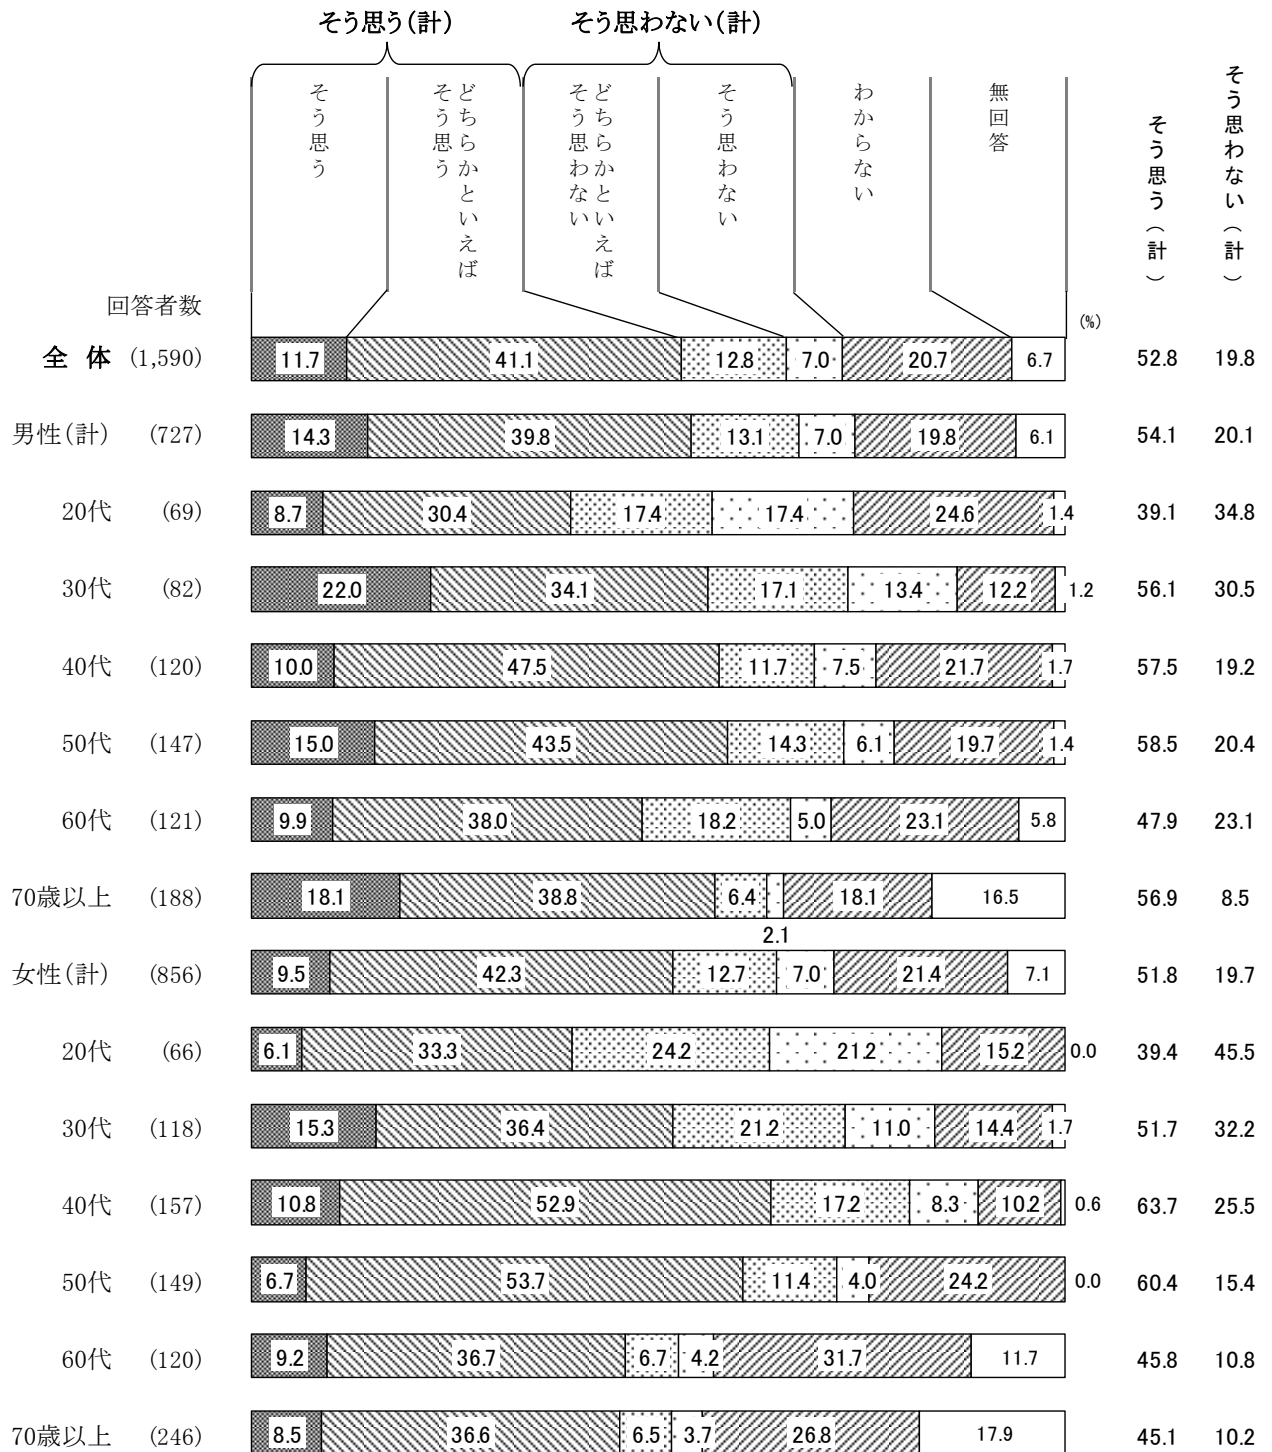 そう思う(計) そう思わない(計)
そう思う
どちらかといえば
そう思う
どちらかといえば
そう思わない
そう思わない
わからない
無回答
そう思う(計)
そう思わない(計)
回答者数
(%)
全 体 (1,590) 11.7 41.1 12.8 7.0 20.7 6.7 52.8 19.8
男性(計) (727) 14.3 39.8 13.1 7.0 19.8 6.1 54.1 20.1
20代 (69) 8.7 30.4 17.4 17.4 24.6 1.4 39.1 34.8
30代 (82) 22.0 34.1 17.1 13.4 12.2 1.2 56.1 30.5
40代 (120) 10.0 47.5 11.7 7.5 21.7 1.7 57.5 19.2
50代 (147) 15.0 43.5 14.3 6.1 19.7 1.4 58.5 20.4
60代 (121) 9.9 38.0 18.2 5.0 23.1 5.8 47.9 23.1
70歳以上 (188) 18.1 38.8 6.4 18.1 16.5 56.9 8.5
2.1
女性(計) (856) 9.5 42.3 12.7 7.0 21.4 7.1 51.8 19.7
20代 (66) 6.1 33.3 24.2 21.2 15.2 0.0 39.4 45.5
30代 (118) 15.3 36.4 21.2 11.0 14.4 1.7 51.7 32.2
40代 (157) 10.8 52.9 17.2 8.3 10.2 0.6 63.7 25.5
50代 (149) 6.7 53.7 11.4 4.0 24.2 0.0 60.4 15.4
60代 (120) 9.2 36.7 6.7 4.2 31.7 11.7 45.8 10.8
70歳以上 (246) 8.5 36.6 6.5 3.7 26.8 17.9 45.1 10.2